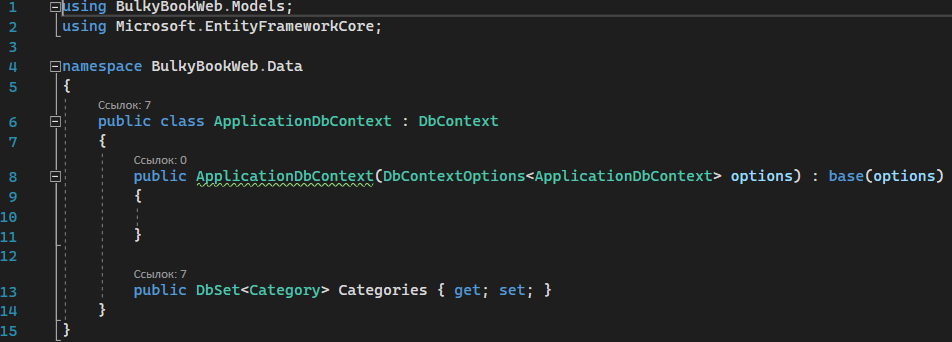 1 using BulkyBookWeb.Models;
2 using Microsoft.EntityFrameworkCore;
3
4 namespace BulkyBookWeb.Data
5 {
Ссылок: 7
6 public class ApplicationDbContext : DbContext
7 {
Ссылок: 0
8 public ApplicationDbContext(DbContextOptions<ApplicationDbContext> options) : base(options)
9 {
10
11 }
12
Ссылок: 7
13 public DbSet<Category> Categories { get; set; }
14 }
15 }